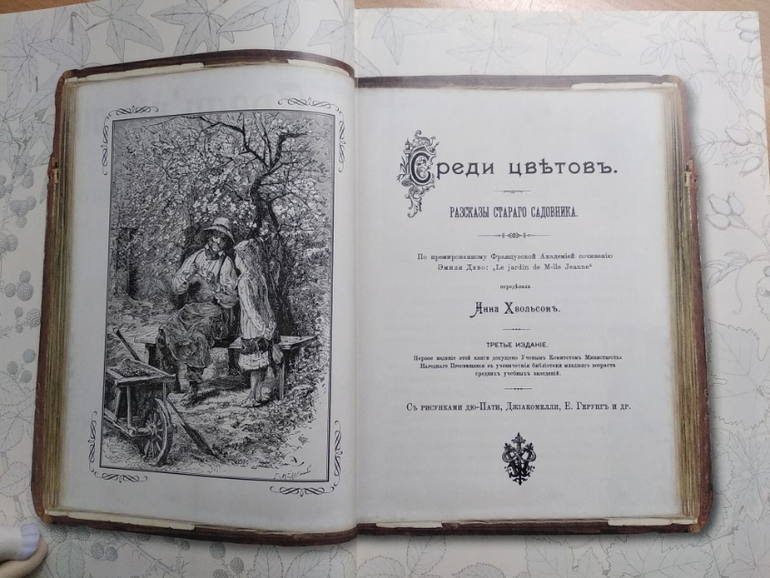 Среди цвѣтовъ.
РАЗСКАЗЫ СТАРАГО САДОВНИКА.
По премированному Французской Академіей сочиненію
Эмиля Диво: „Le jardin de M-lle Jeanne“
передѣлала
Анна Хвольсонъ.
ТРЕТЬЕ ИЗДАНІЕ.
Первое изданіе этой книги допущено Ученымъ Комитетомъ Министерства
Народнаго Просвѣщенія въ ученическія библіотеки младшаго возраста
среднихъ учебныхъ заведеній.
Съ рисунками дю-Пати, Джіакомелли, Е. Герунгъ и др.